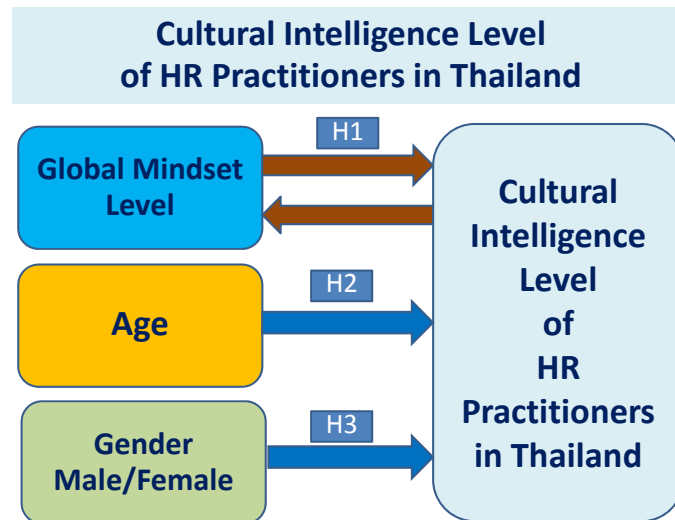 Cultural Intelligence Level
of HR Practitioners in Thailand
H1
Global Mindset
Level
H2
Age
H3
Gender
Male/Female
Cultural
Intelligence
Level
of
HR
Practitioners
in Thailand